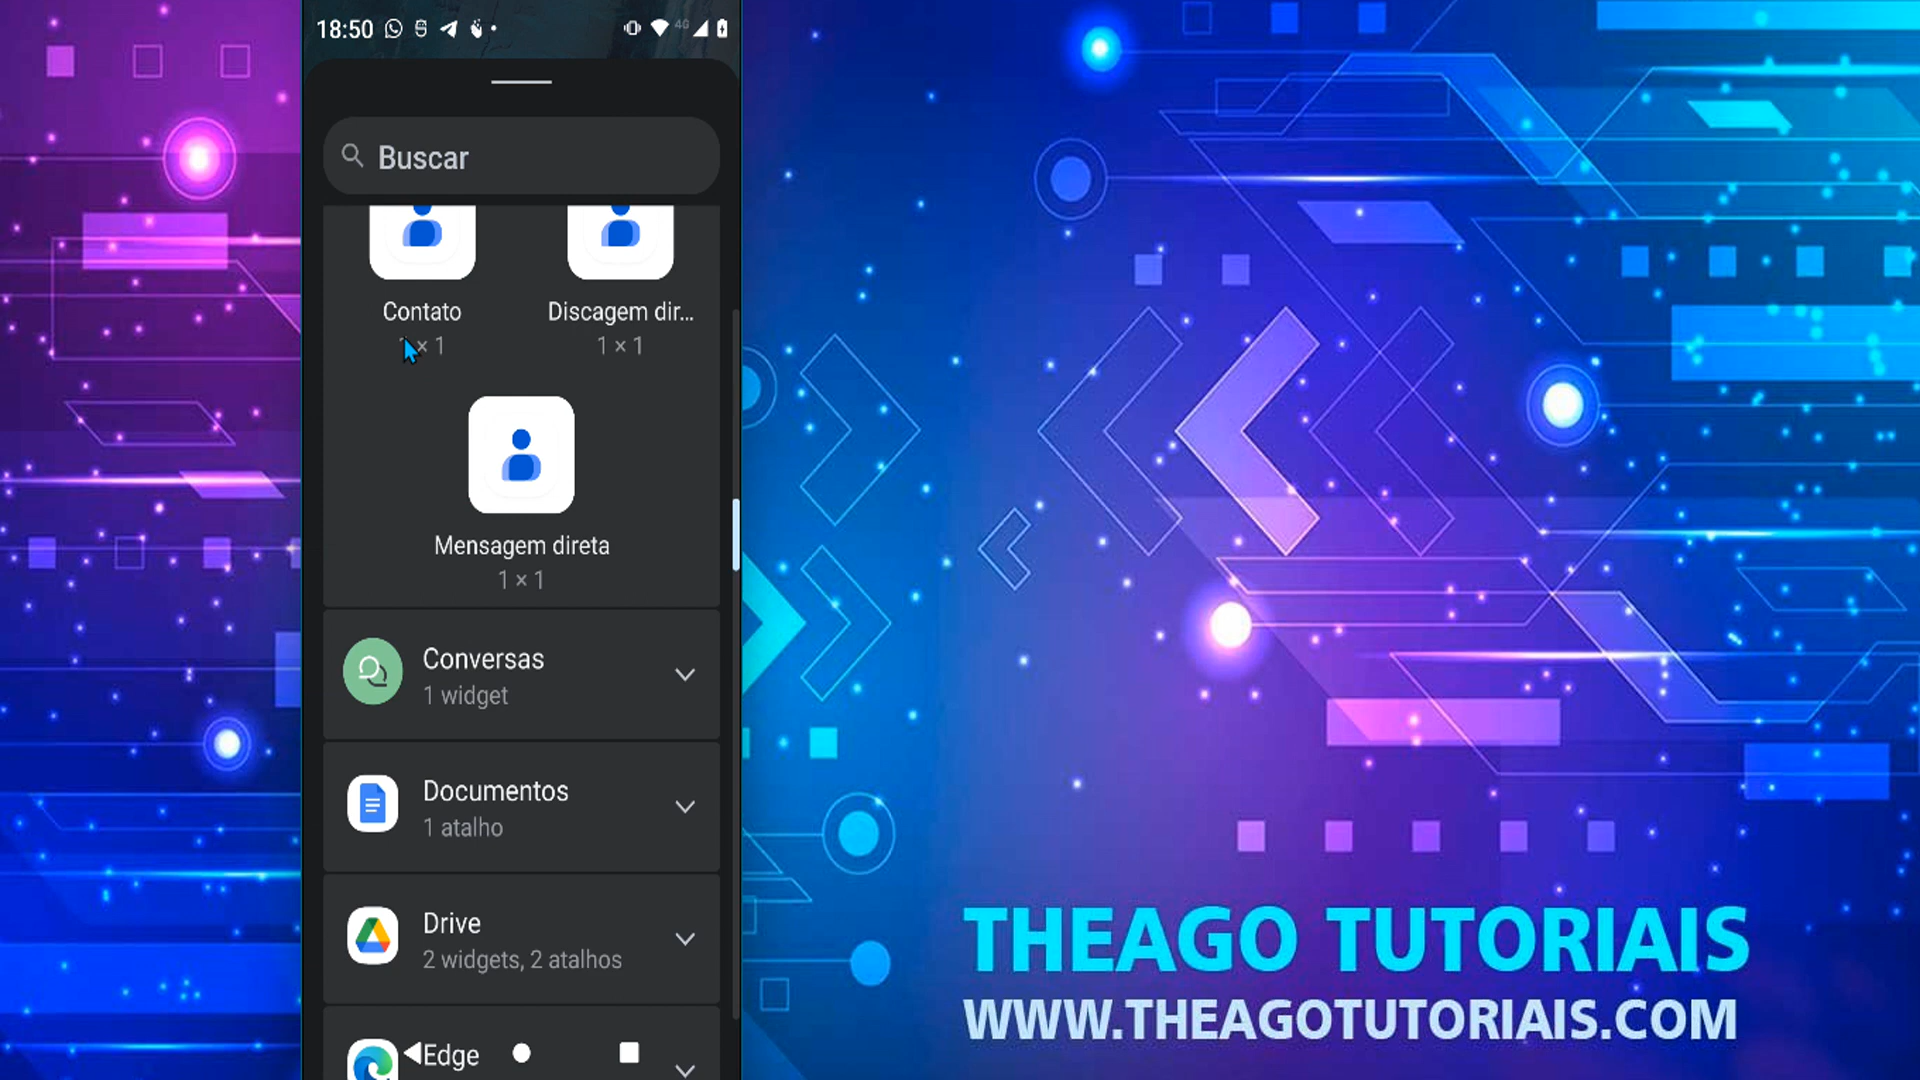 18:50
4G
Buscar
Contato
Discagem dir...
× 1
1 × 1
Mensagem direta
1 × 1
Conversas
1 widget
Documentos
1 atalho
Drive
2 widgets, 2 atalhos
Edge
THEAGO TUTORIAIS
WWW.THEAGOTUTORIAIS.COM